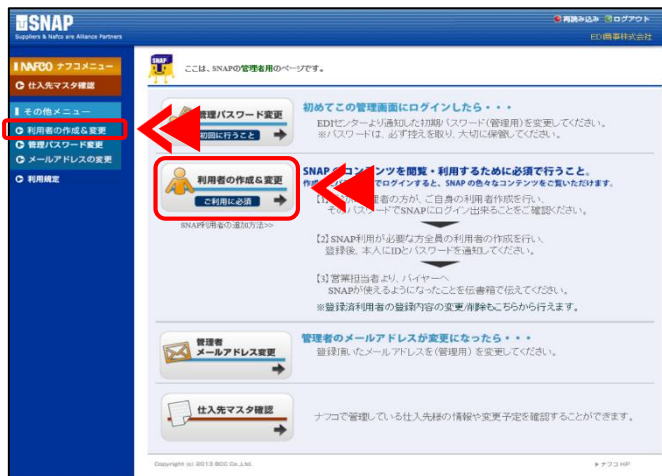 SNAP
Suppliers & Nafco are Alliance Partners
再読み込み ログアウト
EDI商事株式会社
NAFCO ナフコメニュー
仕入先マスタ確認
その他メニュー
利用者の作成&変更
管理パスワード変更
メールアドレスの変更
利用規定
SNAP
ここは、SNAPの管理者用のページです。
管理パスワード変更
初回に行うこと
初めてこの管理画面にログインしたら・・・
EDIセンターより通知した初期パスワード(管理用)を変更してください。
※パスワードは、必ず控えを取り、大切に保管してください。
利用者の作成&変更
ご利用に必須
SNAP利用者の追加方法>>
SNAP のコンテンツを閲覧・利用するために必須で行うこと。
でログインすると、SNAP の色々なコンテンツをご覧いただけます。
【1】 者の方が、ご自身の利用者作成を行い、
そのパスワードでSNAPにログイン出来ることをご確認ください。
【2】SNAP利用が必要な方全員の利用者の作成を行い、
登録後、本人にIDとパスワードを通知してください。
【3】営業担当者より、バイヤーへ
SNAPが使えるようになったことを伝書箱で伝えてください。
※登録済利用者の登録内容の変更/削除もこちらから行えます。
管理者
メールアドレス変更
管理者のメールアドレスが変更になったら・・・
登録頂いたメールアドレスを(管理用)を変更してください。
仕入先マスタ確認
ナフコで管理している仕入先様の情報や変更予定を確認することができます。
Copyright (c) 2013 BCC Co.,Ltd.
ナフコ HP